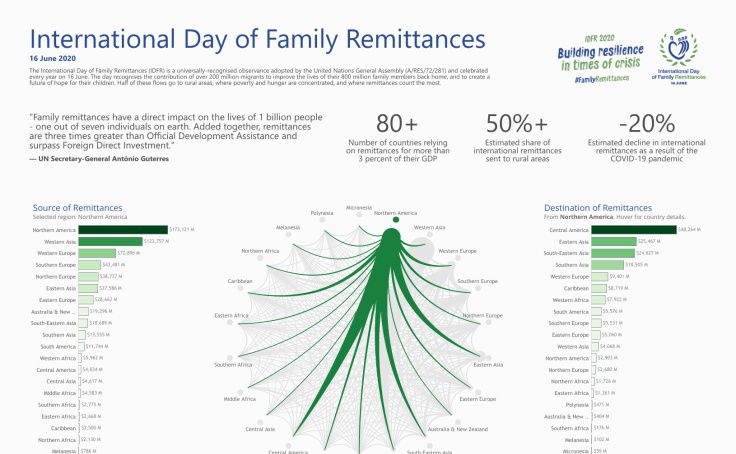 International Day of Family Remittances
16 June 2020
The International Day of Family Remittances (IDFR) is a universally-recognised observance adopted by the United Nations General Assembly (A/RES/72/281) and celebrated
every year on 16 June. The day recognises the contribution of over 200 million migrants to improve the lives of their 800 million family members back home, and to create a
future of hope for their children. Half of these flows go to rural areas, where poverty and hunger are concentrated, and where remittances count the most.
IDFR 2020
Building resilience
in times of crisis
#FamilyRemittances
International Day
of Family Remittances
16 JUNE
"Family remittances have a direct impact on the lives of 1 billion people
- one out of seven individuals on earth. Added together, remittances
are three times greater than Official Development Assistance and
surpass Foreign Direct Investment."
— UN Secretary-General António Guterres
80+
Number of countries relying
on remittances for more than
3 percent of their GDP
50%+
Estimated share of
international remittances
sent to rural areas
-20%
Estimated decline in international
remittances as a result of the
COVID-19 pandemic
Source of Remittances
Selected region: Northern America
Northern America $173,121 M
Western Asia $123,757 M
Western Europe $72,896 M
Southern Europe $43,481 M
Northern Europe $38,737 M
Eastern Asia $37,586 M
Eastern Europe $28,662 M
Australia & New .. $19,296 M
South-Eastern Asia $18,689 M
Southern Asia $13,555 M
South America $11,744 M
Western Africa $5,962 M
Central America $4,834 M
Central Asia $4,617 M
Middle Africa $4,583 M
Southern Africa $2,775 M
Eastern Africa $2,668 M
Caribbean $2,500 M
Northern Africa $2,130 M
Melanesia $786 M
Micronesia
Polynesia
Northern America
Melanesia
Western Asia
Northern Africa
Western Europe
Caribbean
Southern Europe
Eastern Africa
Northern Europe
Southern Africa
Eastern Asia
Middle Africa
Eastern Europe
Central Asia
Australia & New Zealand
Central America
South-Eastern Asia
Destination of Remittances
From Northern America. Hover for country details.
Central America $48,264 M
Eastern Asia $25,467 M
South-Eastern Asia $24,627 M
Southern Asia $18,505 M
Western Europe $9,401 M
Caribbean $8,719 M
Western Africa $7,922 M
South America $5,576 M
Southern Europe $5,531 M
Eastern Europe $5,060 M
Western Asia $4,068 M
Northern America $2,903 M
Northern Europe $2,680 M
Northern Africa $1,726 M
Eastern Africa $1,361 M
Polynesia $471 M
Australia & New .. $404 M
Southern Africa $176 M
Melanesia $102 M
Micronesia $55 M